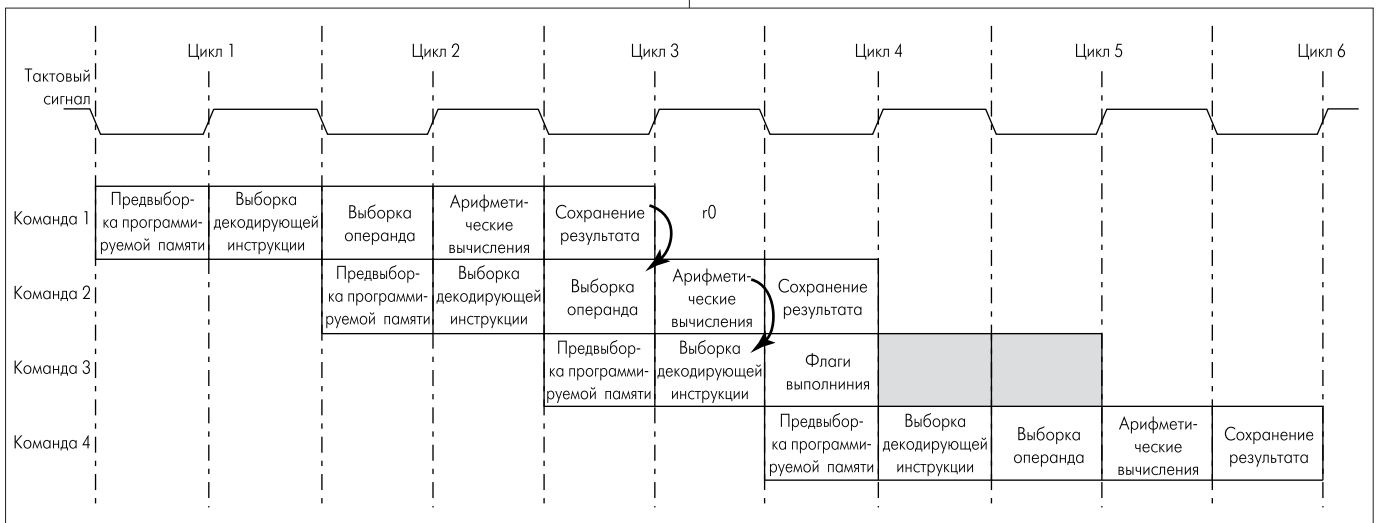 Цикл 1
Цикл 2
Цикл 3
Цикл 4
Цикл 5
Цикл 6
Тактовый
сигнал
Команда 1
Предвыбор-
ка программи-
руемой памяти
Выборка
декодирующей
инструкции
Выборка
операнда
Арифмети-
ческие
вычисления
Сохранение
результата
r0
Команда 2
Предвыбор-
ка программи-
руемой памяти
Выборка
декодирующей
инструкции
Выборка
операнда
Арифмети-
ческие
вычисления
Сохранение
результата
Команда 3
Предвыбор-
ка программи-
руемой памяти
Выборка
декодирующей
инструкции
Флаги
выполниния
Команда 4
Предвыбор-
ка программи-
руемой памяти
Выборка
декодирующей
инструкции
Выборка
операнда
Арифмети-
ческие
вычисления
Сохранение
результата